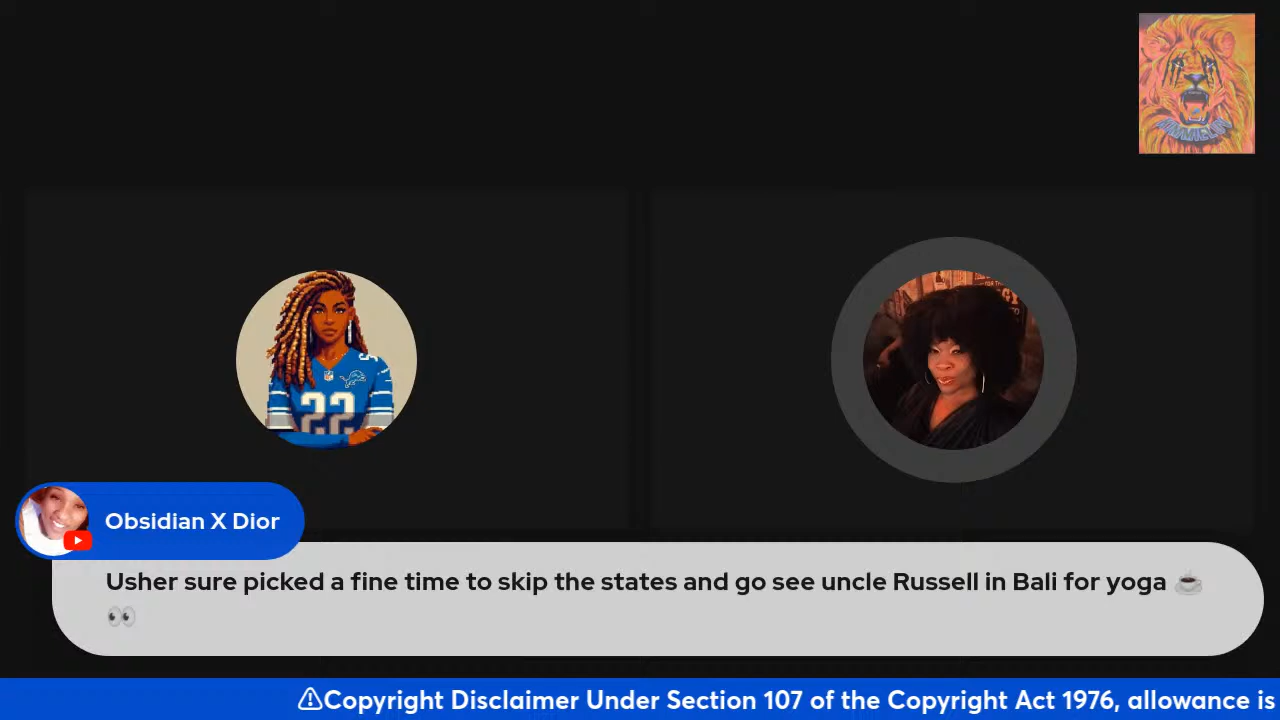 22
Obsidian X Dior
Usher sure picked a fine time to skip the states and go see uncle Russell in Bali for yoga ☕
👀
⚠Copyright Disclaimer Under Section 107 of the Copyright Act 1976, allowance is